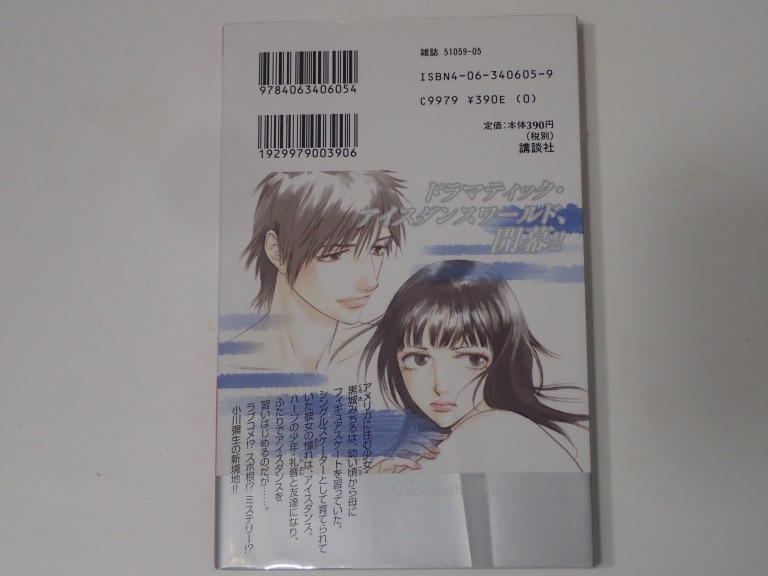 雑誌 51059-05
ISBN4-06-340605-9
9784063406054
C9979 ¥390E (0)
定価:本体390円
(税別)
講談社
1929979003906
ドラマティック・
アイスダンスワールド、
開幕!!
アメリカに住む少女
黒城みちるは、幼い頃から母に
フィギュアスケートを習っていた。
シングルスケーターとして育てられて
いた彼女の憧れは、アイスダンス。
ハーフの少年・礼音と友達になり、
ふたりでアイスダンスを
習いはじめるのだが……。
ラブコメ!? スポ根!? ミステリー!?
小川彌生の新境地!!